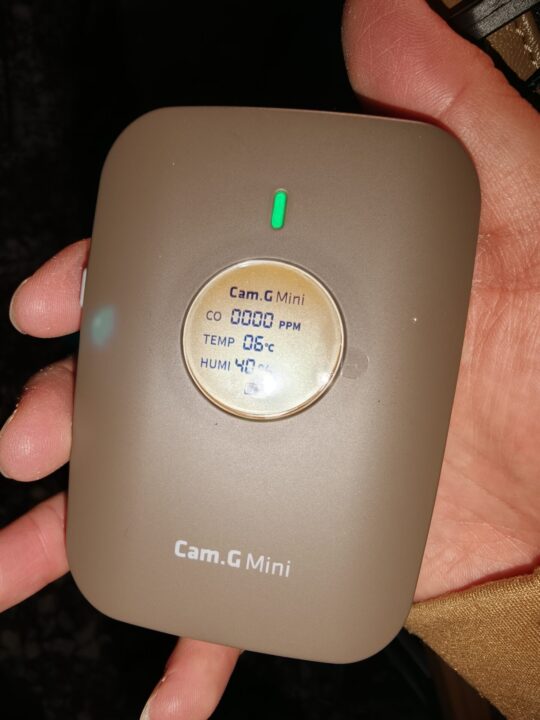 Cam.G Mini
CO 0000 PPM
TEMP 06°C
HUMI 40%
Cam.G Mini